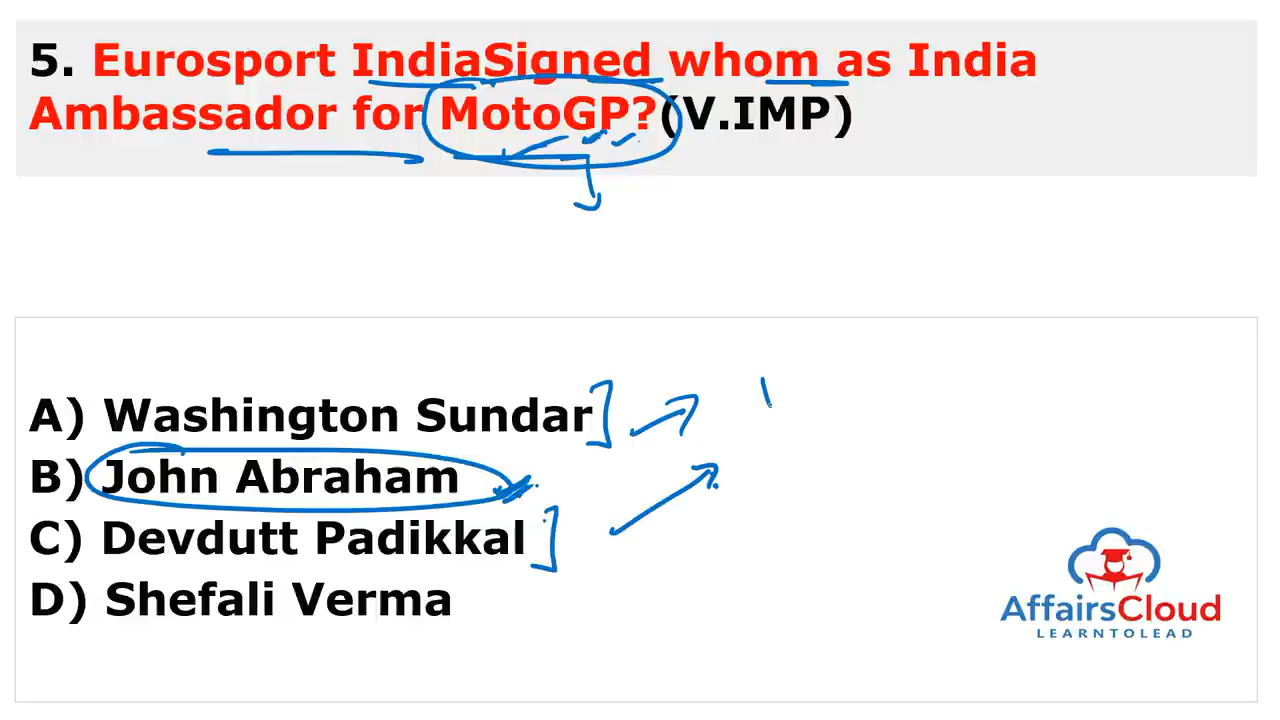 5. Eurosport IndiaSigned whom as India
Ambassador for MotoGP?(V.IMP)
A) Washington Sundar
B) John Abraham
C) Devdutt Padikkal
D) Shefali Verma
AffairsCloud
LEARNTOLEAD